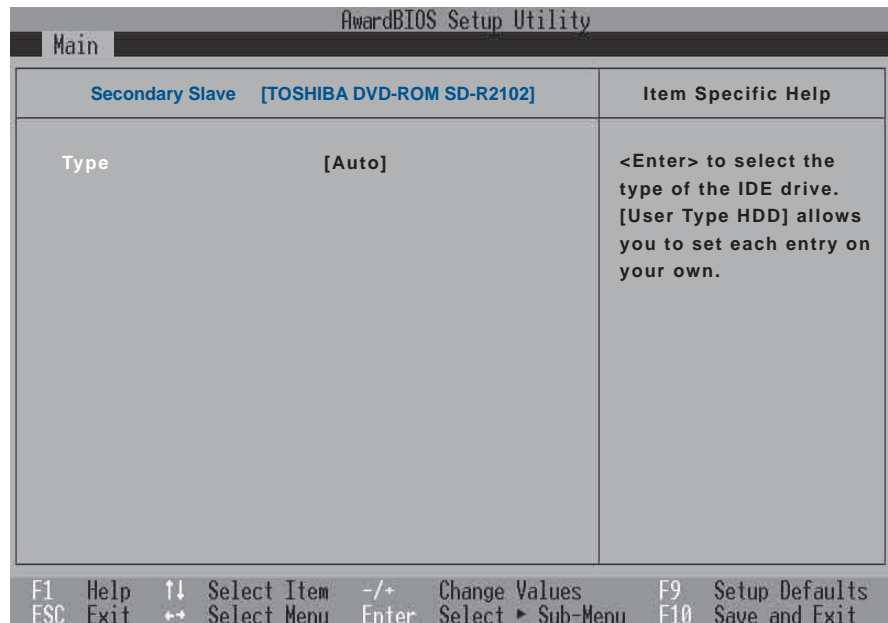 AwardBIOS Setup Utility
Main
Secondary Slave [TOSHIBA DVD-ROM SD-R2102] Item Specific Help
Type [Auto]
<Enter> to select the
type of the IDE drive.
[User Type HDD] allows
you to set each entry on
your own.
F1 Help ↑↓ Select Item -/+ Change Values F9 Setup Defaults
ESC Exit ←→ Select Menu Enter Select ▸ Sub-Menu F10 Save and Exit